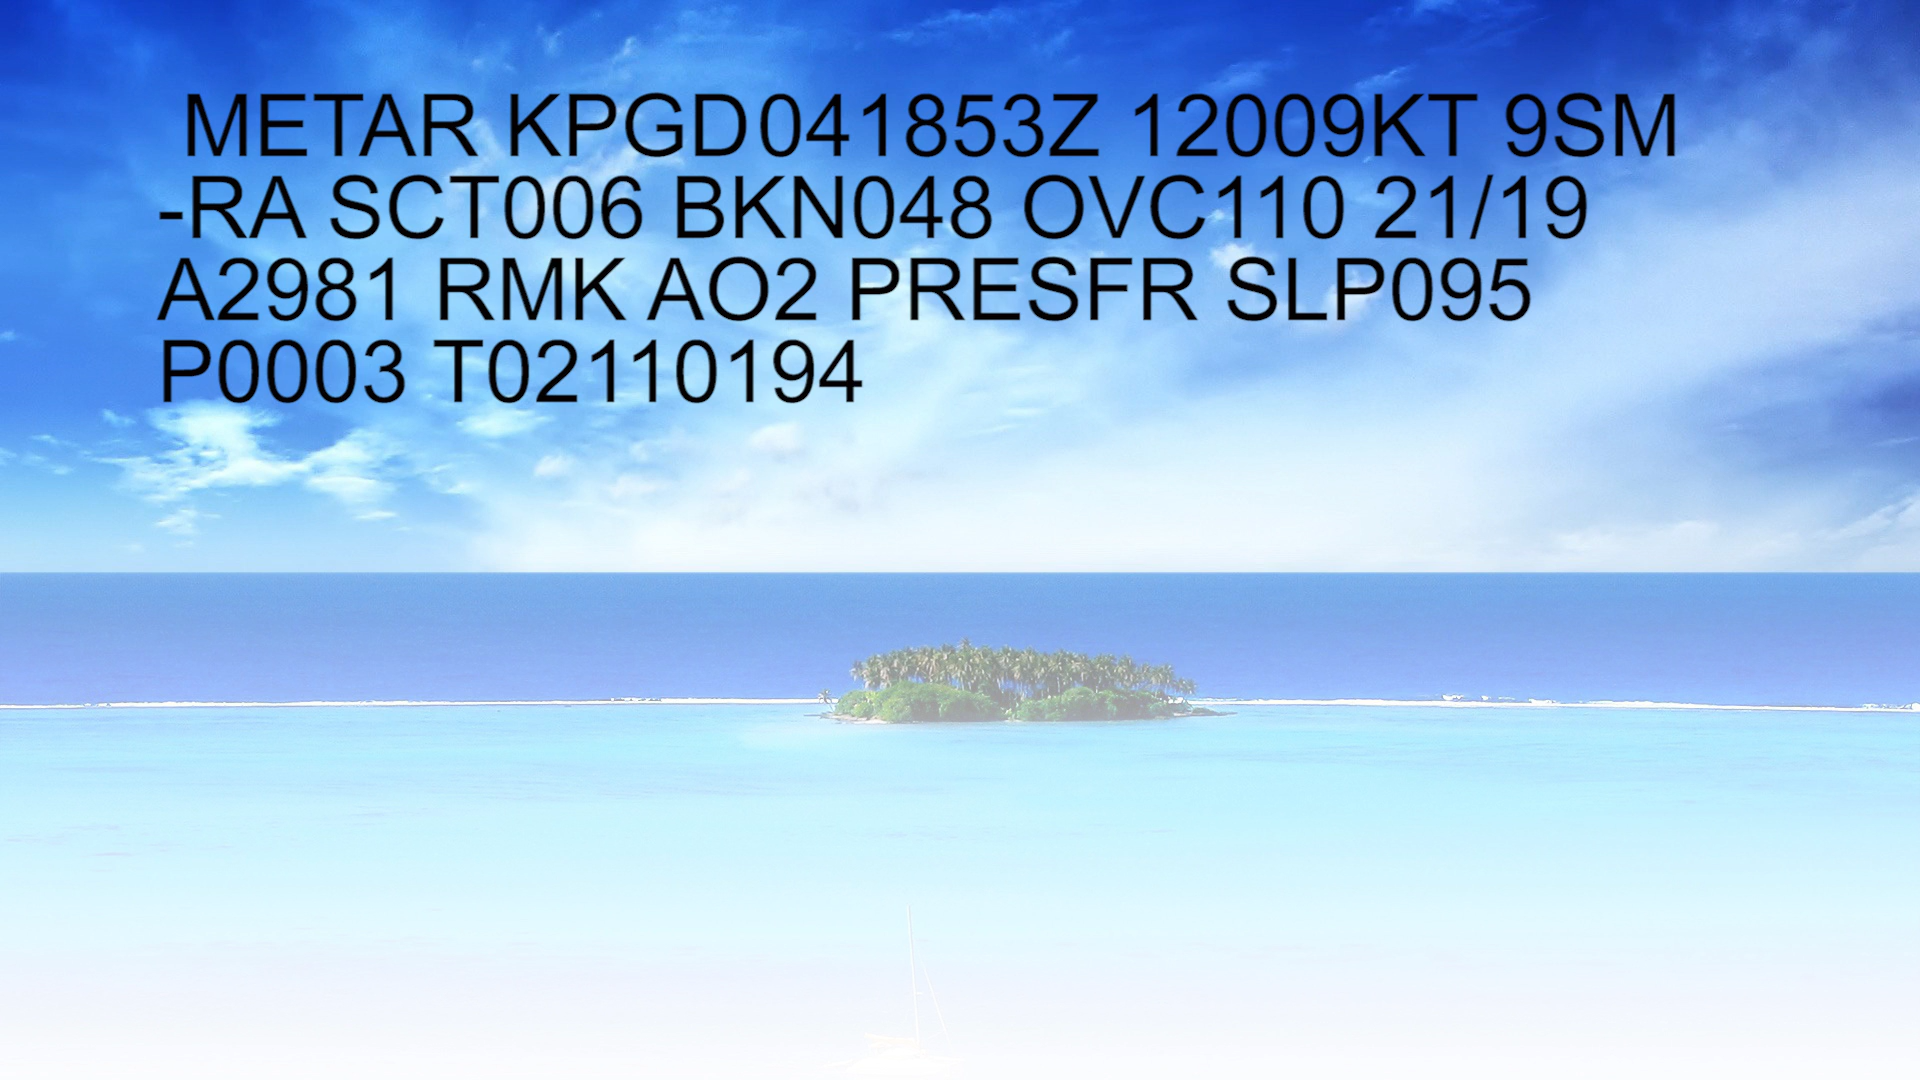 METAR KPGD041853Z 12009KT 9SM
-RA SCT006 BKN048 OVC110 21/19
A2981 RMK AO2 PRESFR SLP095
P0003 T02110194